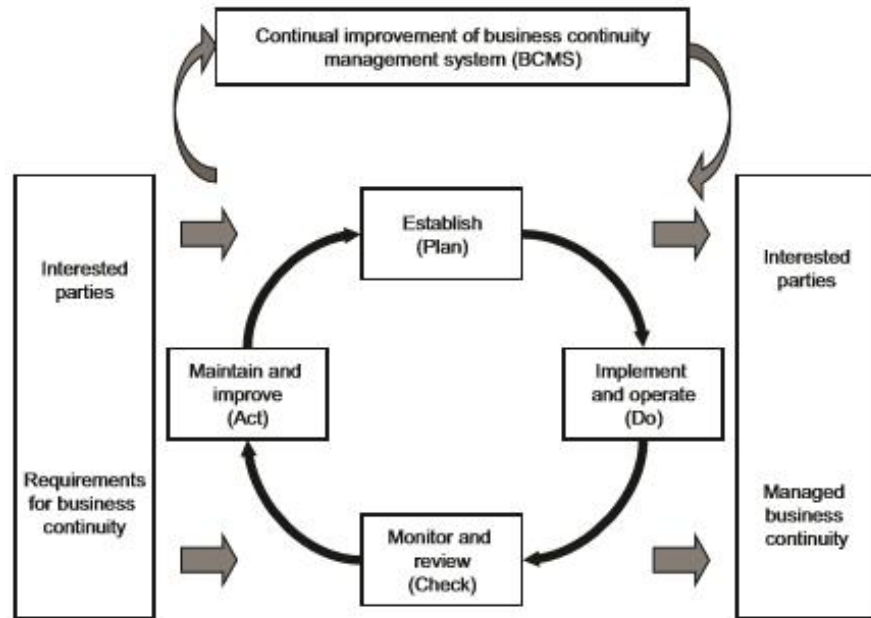 Continual improvement of business continuity
management system (BCMS)
Establish
(Plan)
Interested
parties
Interested
parties
Maintain and
improve
(Act)
Implement
and operate
(Do)
Requirements
for business
continuity
Managed
business
continuity
Monitor and
review
(Check)